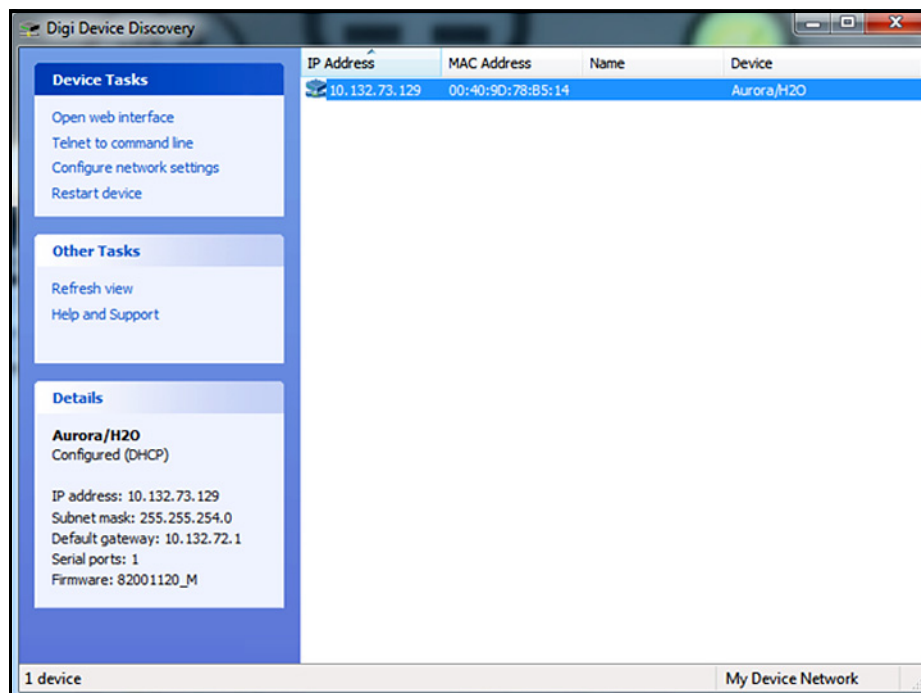 Digi Device Discovery
Device Tasks
Open web interface
Telnet to command line
Configure network settings
Restart device
Other Tasks
Refresh view
Help and Support
Details
Aurora/H2O
Configured (DHCP)
IP address: 10.132.73.129
Subnet mask: 255.255.254.0
Default gateway: 10.132.72.1
Serial ports: 1
Firmware: 82001120_M
IP Address MAC Address Name Device
10.132.73.129 00:40:9D:78:B5:14 Aurora/H2O
1 device My Device Network